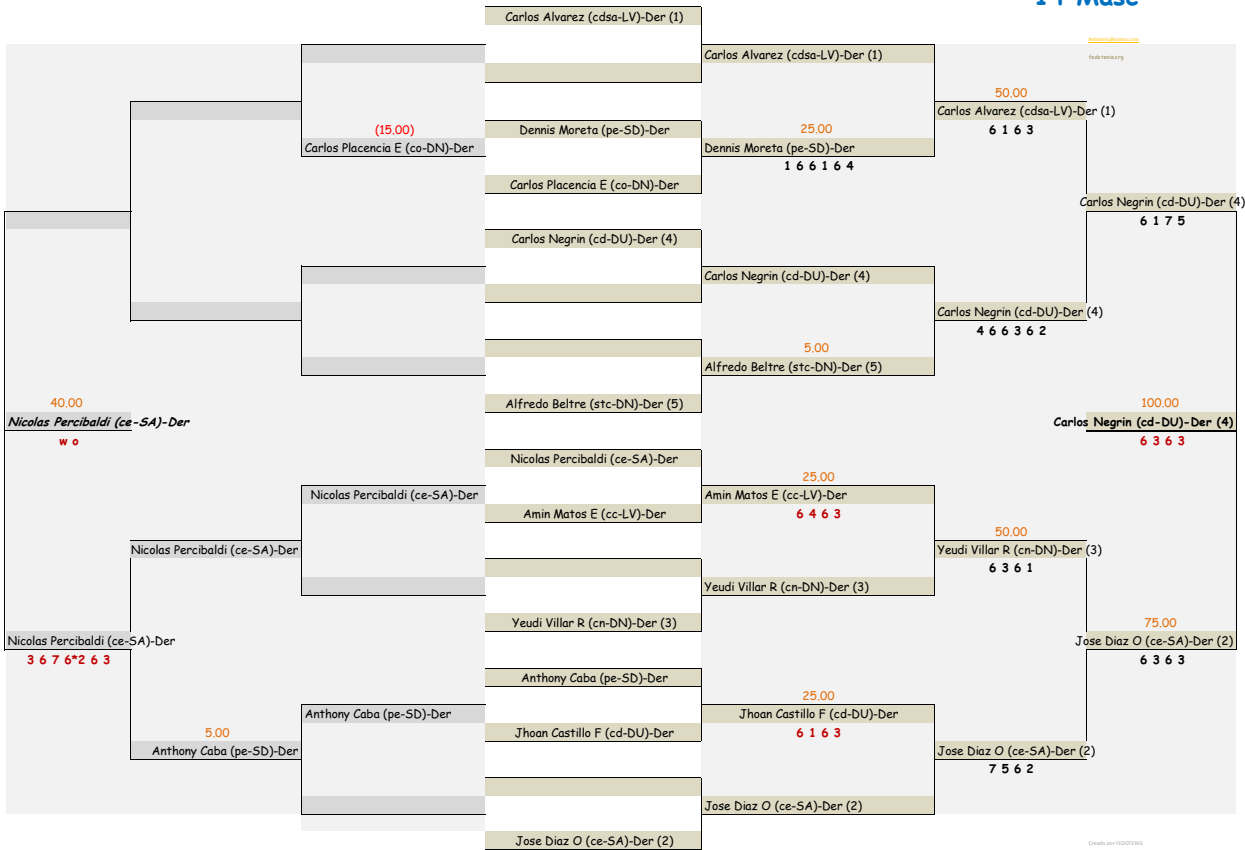 14 Masc
fedotenis@yahoo.com
fedotenis.org
Carlos Alvarez (cdsa-LV)-Der (1)
Carlos Alvarez (cdsa-LV)-Der (1)
50.00
Carlos Alvarez (cdsa-LV)-Der (1)
6 1 6 3
(15.00)
Carlos Placencia E (co-DN)-Der
Dennis Moreta (pe-SD)-Der
25.00
Dennis Moreta (pe-SD)-Der
1 6 6 1 6 4
Carlos Placencia E (co-DN)-Der
Carlos Negrin (cd-DU)-Der (4)
6 1 7 5
Carlos Negrin (cd-DU)-Der (4)
Carlos Negrin (cd-DU)-Der (4)
Carlos Negrin (cd-DU)-Der (4)
4 6 6 3 6 2
5.00
Alfredo Beltre (stc-DN)-Der (5)
Alfredo Beltre (stc-DN)-Der (5)
40.00
Nicolas Percibaldi (ce-SA)-Der
w o
100.00
Carlos Negrin (cd-DU)-Der (4)
6 3 6 3
Nicolas Percibaldi (ce-SA)-Der
Nicolas Percibaldi (ce-SA)-Der
25.00
Amin Matos E (cc-LV)-Der
6 4 6 3
Amin Matos E (cc-LV)-Der
50.00
Nicolas Percibaldi (ce-SA)-Der
Yeudi Villar R (cn-DN)-Der (3)
6 3 6 1
Yeudi Villar R (cn-DN)-Der (3)
Yeudi Villar R (cn-DN)-Der (3)
75.00
Nicolas Percibaldi (ce-SA)-Der
3 6 7 6*2 6 3
Jose Diaz O (ce-SA)-Der (2)
6 3 6 3
Anthony Caba (pe-SD)-Der
25.00
Anthony Caba (pe-SD)-Der
Jhoan Castillo F (cd-DU)-Der
6 1 6 3
5.00
Anthony Caba (pe-SD)-Der
Jhoan Castillo F (cd-DU)-Der
Jose Diaz O (ce-SA)-Der (2)
7 5 6 2
Jose Diaz O (ce-SA)-Der (2)
Jose Diaz O (ce-SA)-Der (2)
Creado por FEDOTENIS